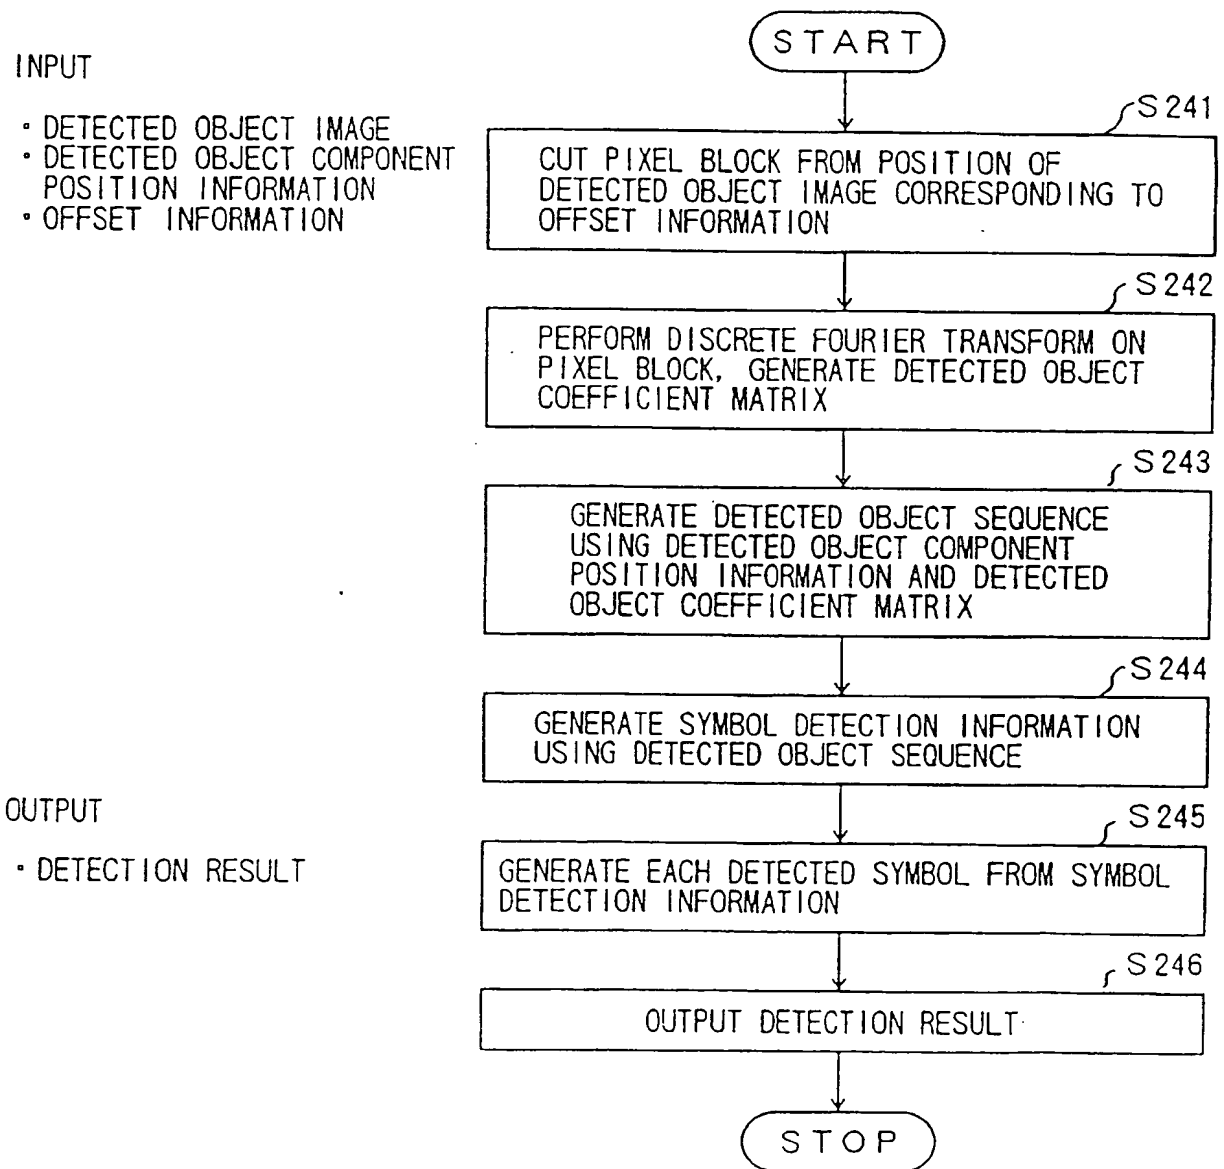 INPUT
・DETECTED OBJECT IMAGE
・DETECTED OBJECT COMPONENT
POSITION INFORMATION
・OFFSET INFORMATION
START
S241
CUT PIXEL BLOCK FROM POSITION OF
DETECTED OBJECT IMAGE CORRESPONDING TO
OFFSET INFORMATION
S242
PERFORM DISCRETE FOURIER TRANSFORM ON
PIXEL BLOCK, GENERATE DETECTED OBJECT
COEFFICIENT MATRIX
S243
GENERATE DETECTED OBJECT SEQUENCE
USING DETECTED OBJECT COMPONENT
POSITION INFORMATION AND DETECTED
OBJECT COEFFICIENT MATRIX
S244
GENERATE SYMBOL DETECTION INFORMATION
USING DETECTED OBJECT SEQUENCE
OUTPUT
・DETECTION RESULT
S245
GENERATE EACH DETECTED SYMBOL FROM SYMBOL
DETECTION INFORMATION
S246
OUTPUT DETECTION RESULT
STOP